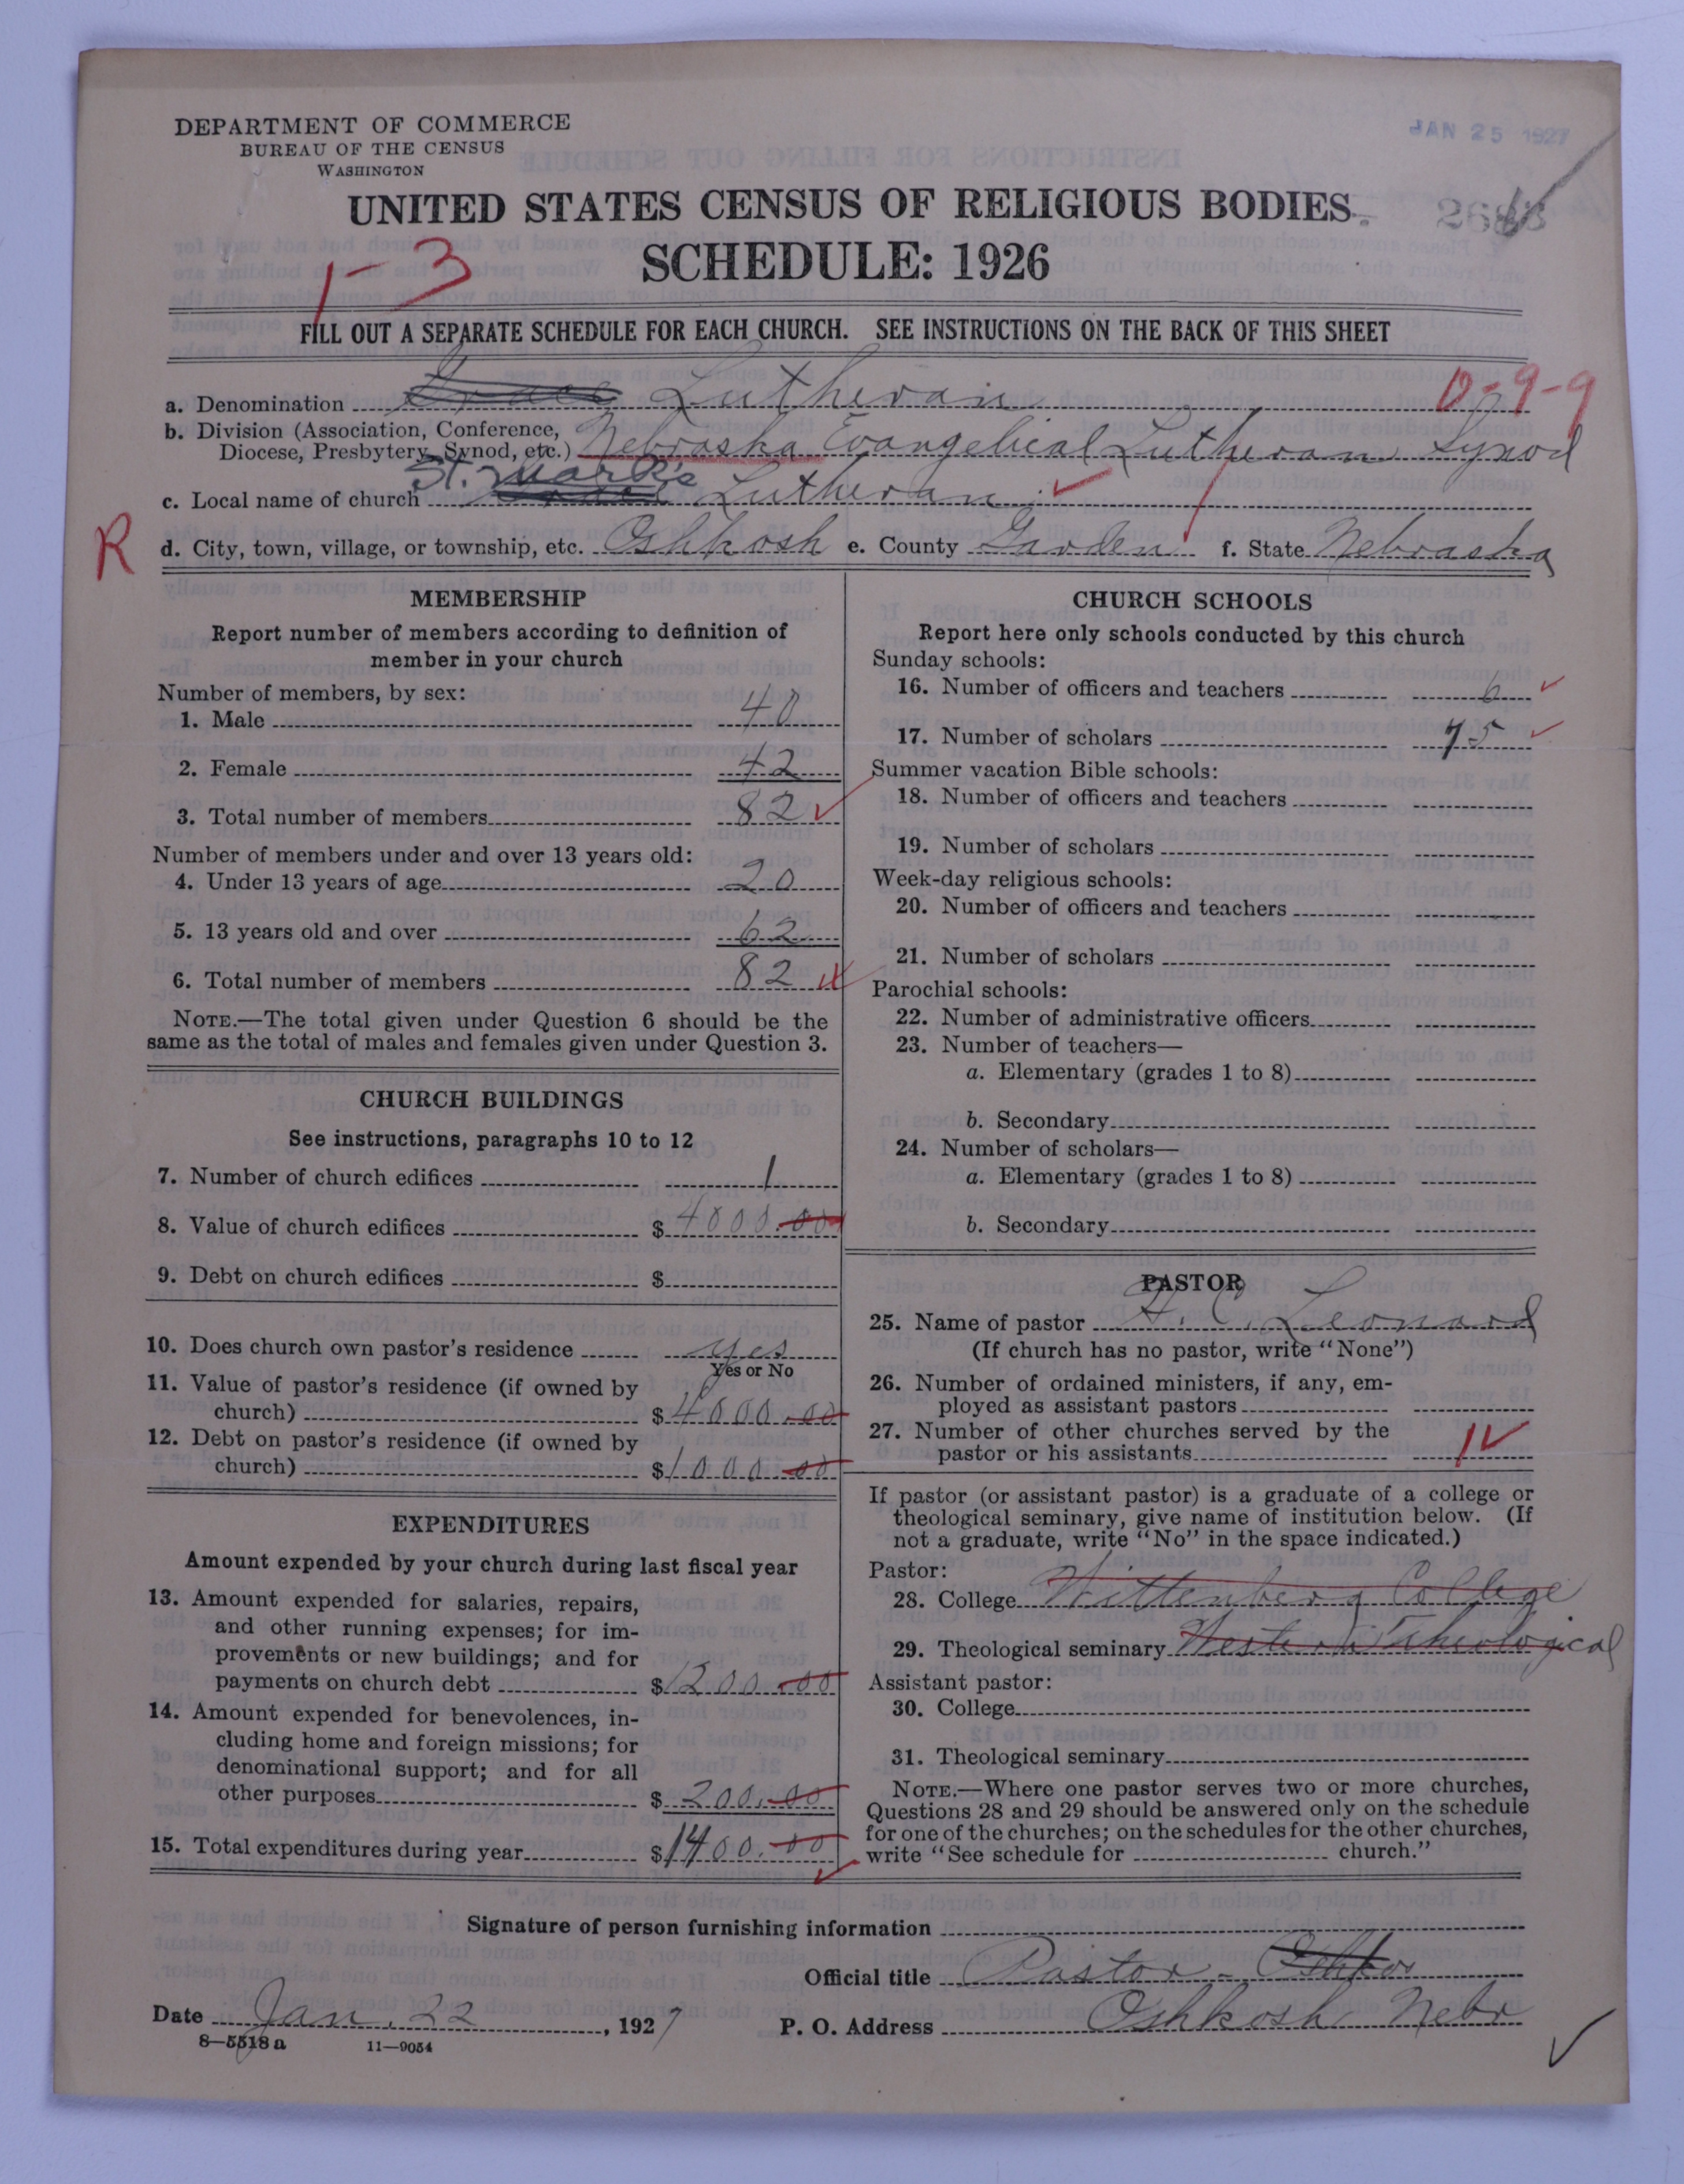 DEPARTMENT OF COMMERCE
BUREAU OF THE CENSUS
WASHINGTON
JAN 25 1927
UNITED STATES CENSUS OF RELIGIOUS BODIES
SCHEDULE: 1926
1-3
FILL OUT A SEPARATE SCHEDULE FOR EACH CHURCH. SEE INSTRUCTIONS ON THE BACK OF THIS SHEET
a. Denomination Grace Lutheran 0-9-9
b. Division (Association, Conference,
Diocese, Presbytery, Synod, etc.) Nebraska Evangelical Lutheran Synod
St. Mark's
c. Local name of church Grace Lutheran
R
d. City, town, village, or township, etc. Oshkosh e. County Garden f. State Nebraska
MEMBERSHIP
Report number of members according to definition of
member in your church
Number of members, by sex:
1. Male 40
2. Female 42
3. Total number of members 82
Number of members under and over 13 years old:
4. Under 13 years of age 20
5. 13 years old and over 62
6. Total number of members 82
NOTE.—The total given under Question 6 should be the
same as the total of males and females given under Question 3.
CHURCH BUILDINGS
See instructions, paragraphs 10 to 12
7. Number of church edifices 1
8. Value of church edifices $ 4000.00
9. Debt on church edifices $
10. Does church own pastor's residence yes
Yes or No
11. Value of pastor's residence (if owned by
church) $ 4000.00
12. Debt on pastor's residence (if owned by
church) $ 1000.00
EXPENDITURES
Amount expended by your church during last fiscal year
13. Amount expended for salaries, repairs,
and other running expenses; for im-
provements or new buildings; and for
payments on church debt $ 1200.00
14. Amount expended for benevolences, in-
cluding home and foreign missions; for
denominational support; and for all
other purposes $ 200.00
15. Total expenditures during year $ 1400.00
CHURCH SCHOOLS
Report here only schools conducted by this church
Sunday schools:
16. Number of officers and teachers 6
17. Number of scholars 75
Summer vacation Bible schools:
18. Number of officers and teachers
19. Number of scholars
Week-day religious schools:
20. Number of officers and teachers
21. Number of scholars
Parochial schools:
22. Number of administrative officers
23. Number of teachers—
a. Elementary (grades 1 to 8)
b. Secondary
24. Number of scholars—
a. Elementary (grades 1 to 8)
b. Secondary
PASTOR
25. Name of pastor H. C. Leonard
(If church has no pastor, write "None")
26. Number of ordained ministers, if any, em-
ployed as assistant pastors
27. Number of other churches served by the
pastor or his assistants 1
If pastor (or assistant pastor) is a graduate of a college or
theological seminary, give name of institution below. (If
not a graduate, write "No" in the space indicated.)
Pastor:
28. College Wittenberg College
29. Theological seminary Western Theological
Assistant pastor:
30. College
31. Theological seminary
NOTE.—Where one pastor serves two or more churches,
Questions 28 and 29 should be answered only on the schedule
for one of the churches; on the schedules for the other churches,
write "See schedule for church."
Signature of person furnishing information
Official title Pastor - Oshkos
Date Jan. 22, 1927
P. O. Address Oshkosh Nebr
8—5518 a 11—9054